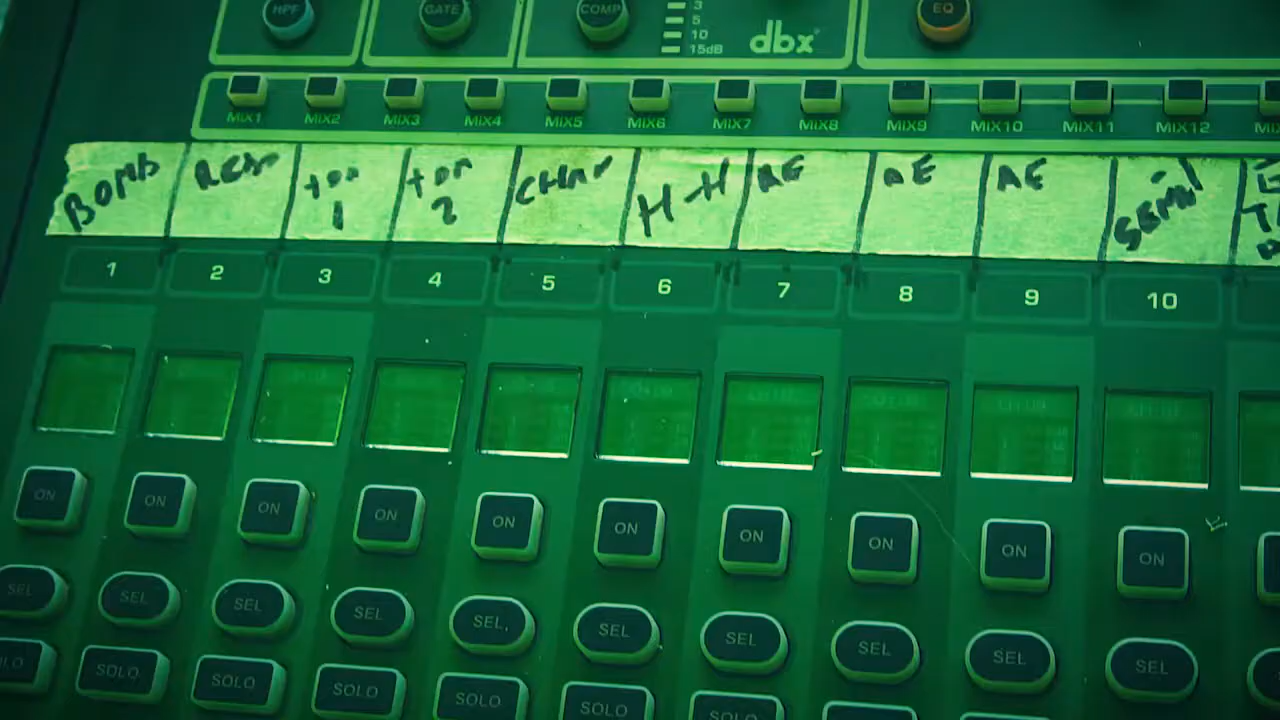 HPF GATE COMP 3 EQ
5
10
15dB dbx
MIX1 MIX2 MIX3 MIX4 MIX5 MIX6 MIX7 MIX8 MIX9 MIX10 MIX11 MIX12
BOMB CHAN H-H AE AE AE SEMI
1 2
1 2 3 4 5 6 7 8 9 10
ON ON ON ON ON ON ON ON ON ON
SEL SEL SEL SEL SEL SEL SEL SEL SEL SEL
SOLO SOLO SOLO SOLO SOLO SOLO